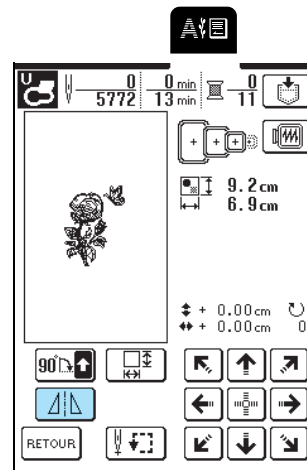 A
U 0 0 min 0
5772 13 min 11
9.2 cm
6.9 cm
+ 0.00 cm
+ 0.00 cm 0
90°
RETOUR